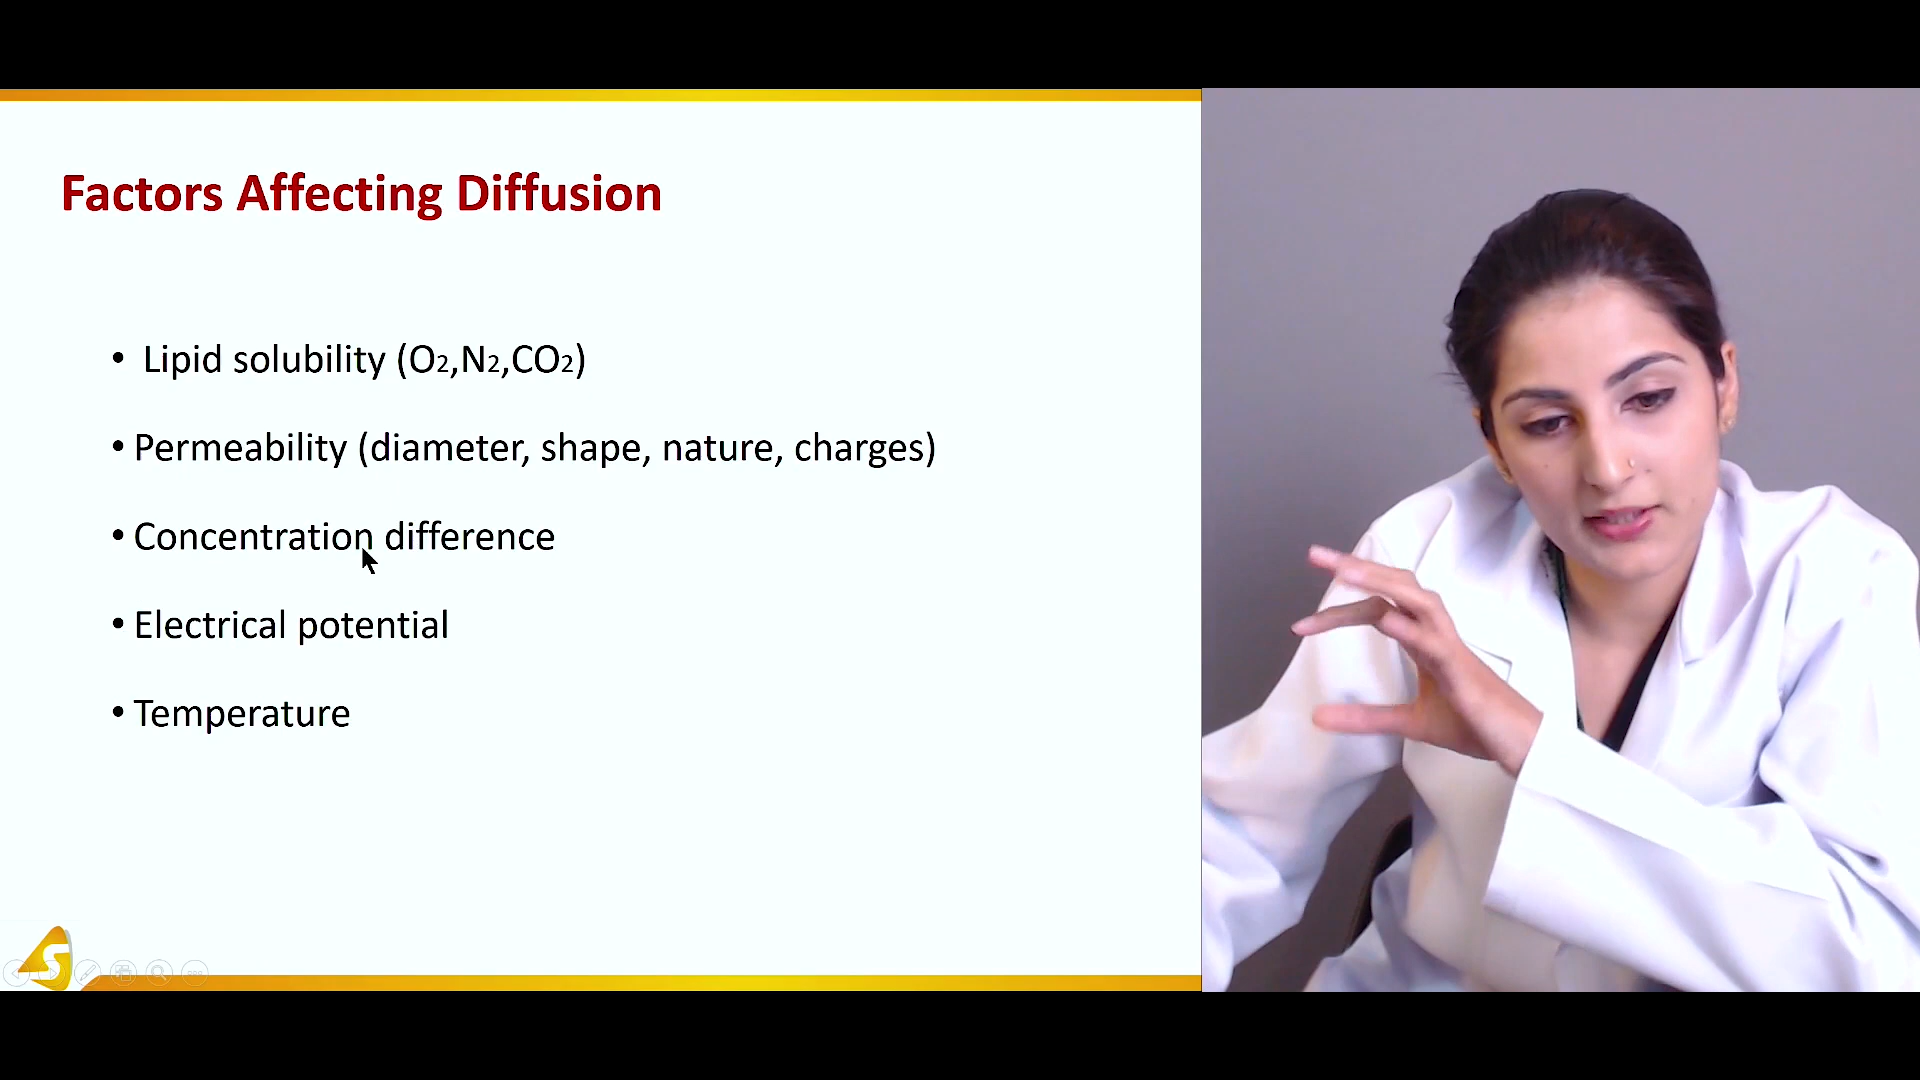 Factors Affecting Diffusion
• Lipid solubility (O₂,N₂,CO₂)
• Permeability (diameter, shape, nature, charges)
• Concentration difference
• Electrical potential
• Temperature
S